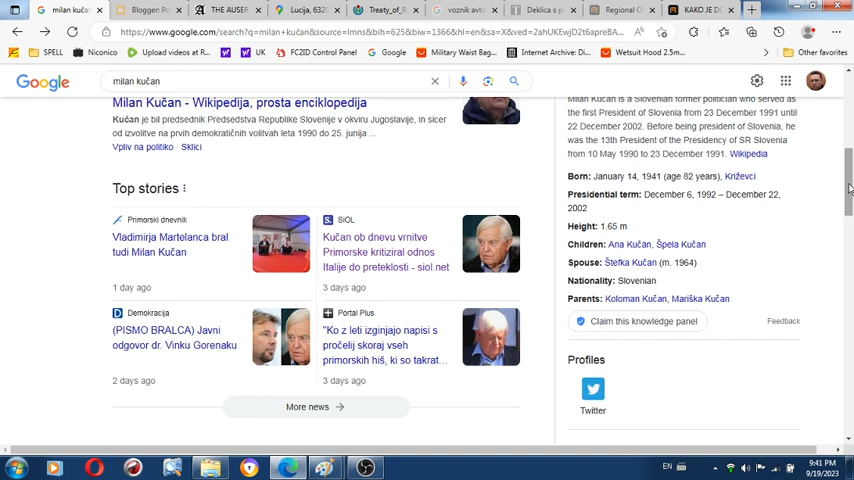 milan kučan
Blogger: Po
THE AUSER
Lucija, 6320
Treaty_of_R
voznik avto
Deklica s p
Regional O
KAKO JE DO
https://www.google.com/search?q=milan+kučan&source=lmns&bih=625&biw=1366&hl=en&sa=X&ved=2ahUKEwjD2t6aprеBA...
SPELL
Niconico
Upload videos at R...
UK
FCZID Control Panel
Google
Military Waist Bag...
Internet Archive: Di...
Wetsuit Hood 2.5m...
Other favorites
Google
milan kučan
Milan Kučan - Wikipedija, prosta enciklopedija
Kučan je bil predsednik Predsedstva Republike Slovenije v okviru Jugoslavije, in sicer
od izvolitve na prvih demokratičnih volitvah leta 1990 do 25. junija ...
Vpliv na politiko · Sklici
Top stories
Primorski dnevnik
Vladimirja Martelanca bral
tudi Milan Kučan
1 day ago
SiOL
Kučan ob dnevu vrnitve
Primorske kritiziral odnos
Italije do preteklosti - siol.net
3 days ago
Demokracija
(PISMO BRALCA) Javni
odgovor dr. Vinku Gorenaku
2 days ago
Portal Plus
"Ko z leti izginjajo napisi s
pročelij skoraj vseh
primorskih hiš, ki so takrat...
3 days ago
More news
Milan Kučan is a Slovenian former politician who served as
the first President of Slovenia from 23 December 1991 until
22 December 2002. Before being president of Slovenia, he
was the 13th President of the Presidency of SR Slovenia
from 10 May 1990 to 23 December 1991. Wikipedia
Born: January 14, 1941 (age 82 years), Križevci
Presidential term: December 6, 1992 – December 22,
2002
Height: 1.65 m
Children: Ana Kučan, Špela Kučan
Spouse: Štefka Kučan (m. 1964)
Nationality: Slovenian
Parents: Koloman Kučan, Mariška Kučan
Claim this knowledge panel
Feedback
Profiles
Twitter
EN
9:41 PM
9/19/2023